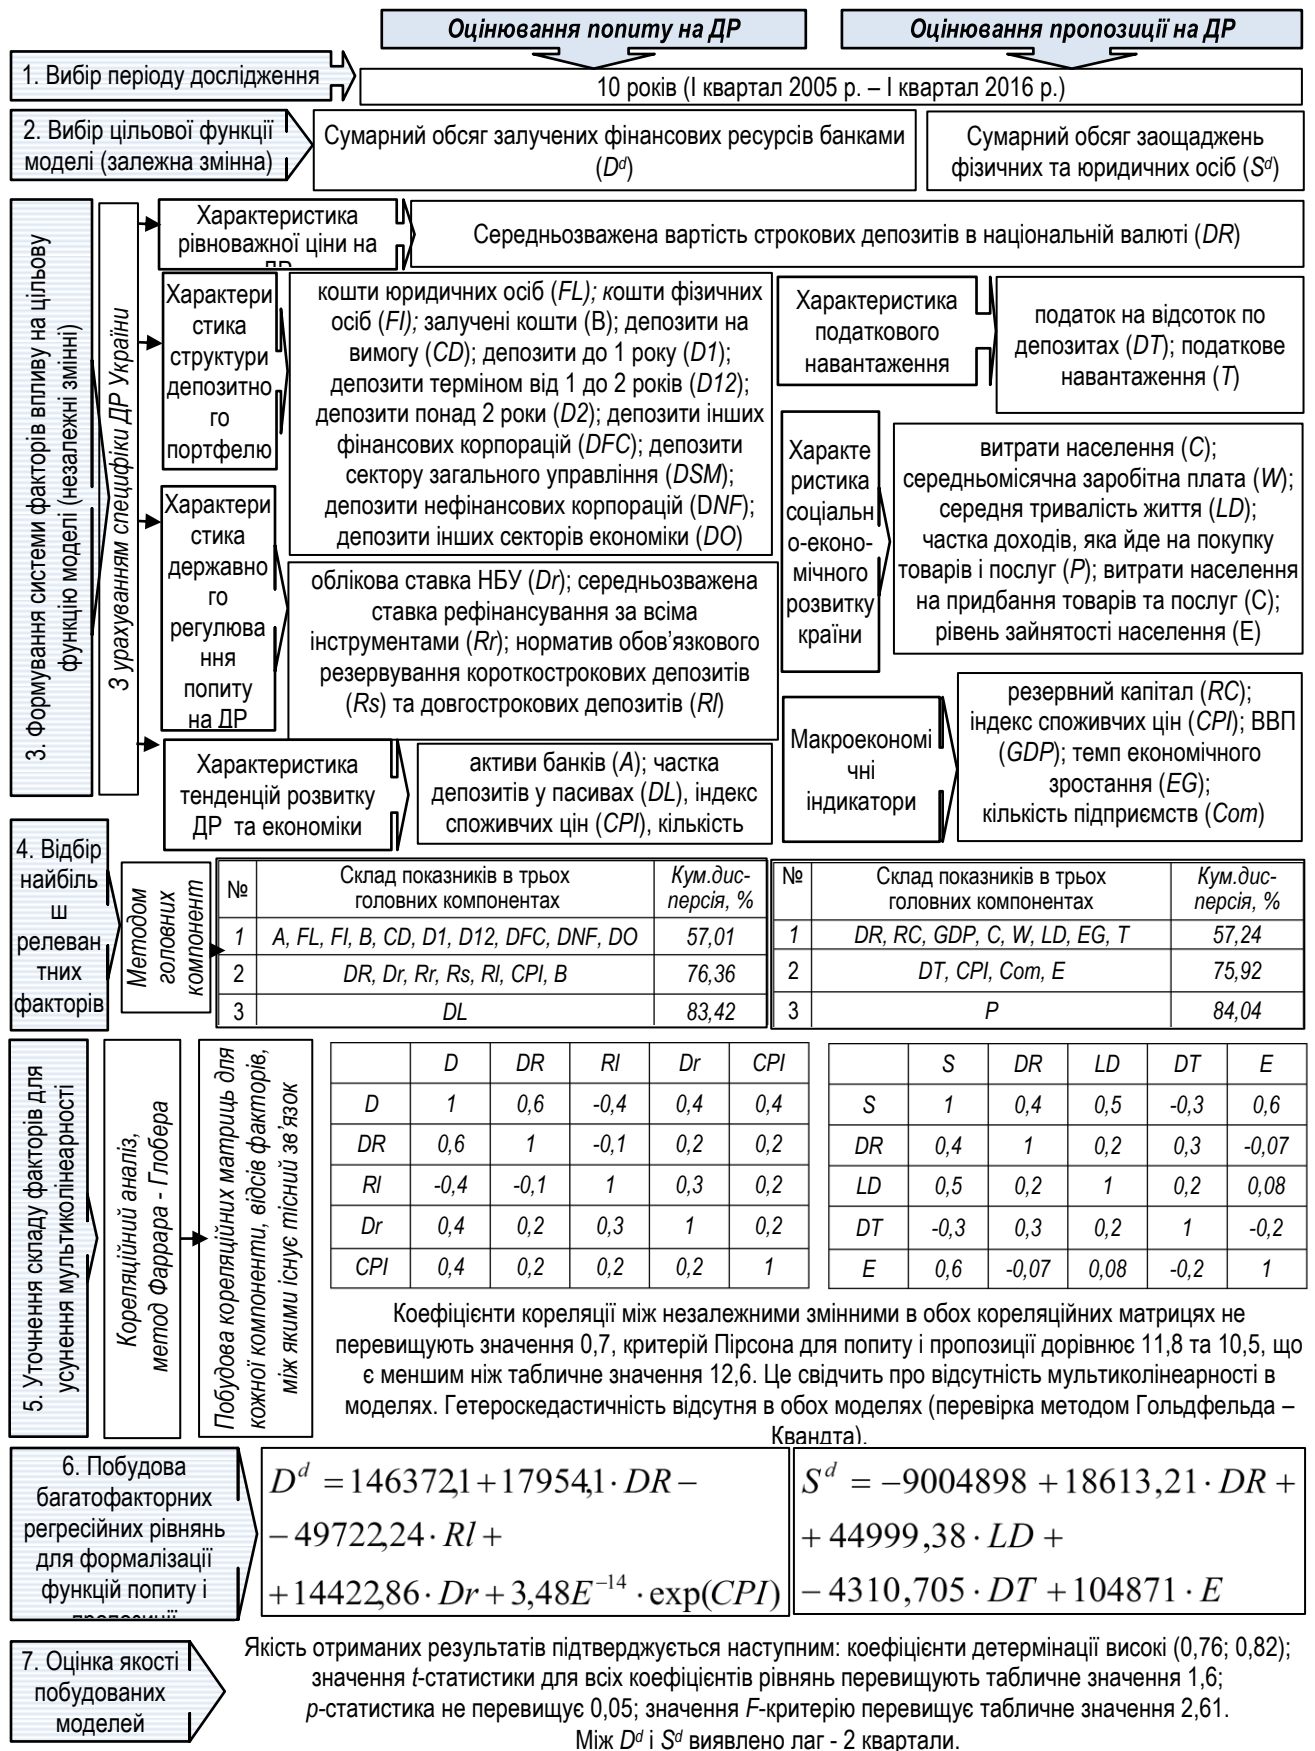 Оцінювання попиту на ДР
Оцінювання пропозиції на ДР
1. Вибір періоду дослідження
10 років (І квартал 2005 р. – І квартал 2016 р.)
2. Вибір цільової функції
моделі (залежна змінна)
Сумарний обсяг залучених фінансових ресурсів банками
(D^d)
Сумарний обсяг заощаджень
фізичних та юридичних осіб (S^d)
3. Формування системи факторів впливу на цільову
функцію моделі (незалежні змінні)
З урахуванням специфіки ДР України
Характеристика
рівноважної ціни на
Середньозважена вартість строкових депозитів в національній валюті (DR)
Характери
стика
структури
депозитно
го
портфелю
кошти юридичних осіб (FL); кошти фізичних
осіб (FI); залучені кошти (В); депозити на
вимогу (CD); депозити до 1 року (D1);
депозити терміном від 1 до 2 років (D12);
депозити понад 2 роки (D2); депозити інших
фінансових корпорацій (DFC); депозити
сектору загального управління (DSM);
депозити нефінансових корпорацій (DNF);
депозити інших секторів економіки (DO)
Характеристика
податкового
навантаження
податок на відсоток по
депозитах (DT); податкове
навантаження (T)
Характе
ристика
соціальн
о-еконо-
мічного
розвитку
країни
витрати населення (C);
середньомісячна заробітна плата (W);
середня тривалість життя (LD);
частка доходів, яка йде на покупку
товарів і послуг (P); витрати населення
на придбання товарів та послуг (С);
рівень зайнятості населення (Е)
Характери
стика
державно
го
регулюва
ння
попиту
на ДР
облікова ставка НБУ (Dr); середньозважена
ставка рефінансування за всіма
інструментами (Rr); норматив обов’язкового
резервування короткострокових депозитів
(Rs) та довгострокових депозитів (Rl)
Характеристика
тенденцій розвитку
ДР та економіки
активи банків (A); частка
депозитів у пасивах (DL), індекс
споживчих цін (CPI), кількість
Макроекономі
чні
індикатори
резервний капітал (RC);
індекс споживчих цін (CPI); ВВП
(GDP); темп економічного
зростання (EG);
кількість підприємств (Com)
4. Відбір
найбіль
ш
релеван
тних
факторів
Методом
головних
компонент
№ Склад показників в трьох головних компонентах Кум.дис-персія, %
1 A, FL, FI, B, CD, D1, D12, DFC, DNF, DO 57,01
2 DR, Dr, Rr, Rs, Rl, CPI, B 76,36
3 DL 83,42
№ Склад показників в трьох головних компонентах Кум.дис-персія, %
1 DR, RC, GDP, C, W, LD, EG, T 57,24
2 DT, CPI, Com, E 75,92
3 P 84,04
5. Уточнення складу факторів для
усунення мультиколінеарності
Кореляційний аналіз,
метод Фаррара - Глобера
Побудова кореляційних матриць для
кожної компоненти, відсів факторів,
між якими існує тісний зв’язок
D DR Rl Dr CPI
D 1 0,6 -0,4 0,4 0,4
DR 0,6 1 -0,1 0,2 0,2
Rl -0,4 -0,1 1 0,3 0,2
Dr 0,4 0,2 0,3 1 0,2
CPI 0,4 0,2 0,2 0,2 1
S DR LD DT E
S 1 0,4 0,5 -0,3 0,6
DR 0,4 1 0,2 0,3 -0,07
LD 0,5 0,2 1 0,2 0,08
DT -0,3 0,3 0,2 1 -0,2
E 0,6 -0,07 0,08 -0,2 1
Коефіцієнти кореляції між незалежними змінними в обох кореляційних матрицях не
перевищують значення 0,7, критерій Пірсона для попиту і пропозиції дорівнює 11,8 та 10,5, що
є меншим ніж табличне значення 12,6. Це свідчить про відсутність мультиколінеарності в
моделях. Гетероскедастичність відсутня в обох моделях (перевірка методом Гольдфельда –
Квандта).
6. Побудова
багатофакторних
регресійних рівнянь
для формалізації
функцій попиту і
D^d = 146372,1 + 17954,1 · DR −
− 49722,24 · Rl +
+14422,86 · Dr + 3,48E^−14 · exp(CPI)
S^d = −9004898 + 18613,21 · DR +
+ 44999,38 · LD +
− 4310,705 · DT + 104871 · E
7. Оцінка якості
побудованих
моделей
Якість отриманих результатів підтверджується наступним: коефіцієнти детермінації високі (0,76; 0,82);
значення t-статистики для всіх коефіцієнтів рівнянь перевищують табличне значення 1,6;
p-статистика не перевищує 0,05; значення F-критерію перевищує табличне значення 2,61.
Між D^d і S^d виявлено лаг - 2 квартали.